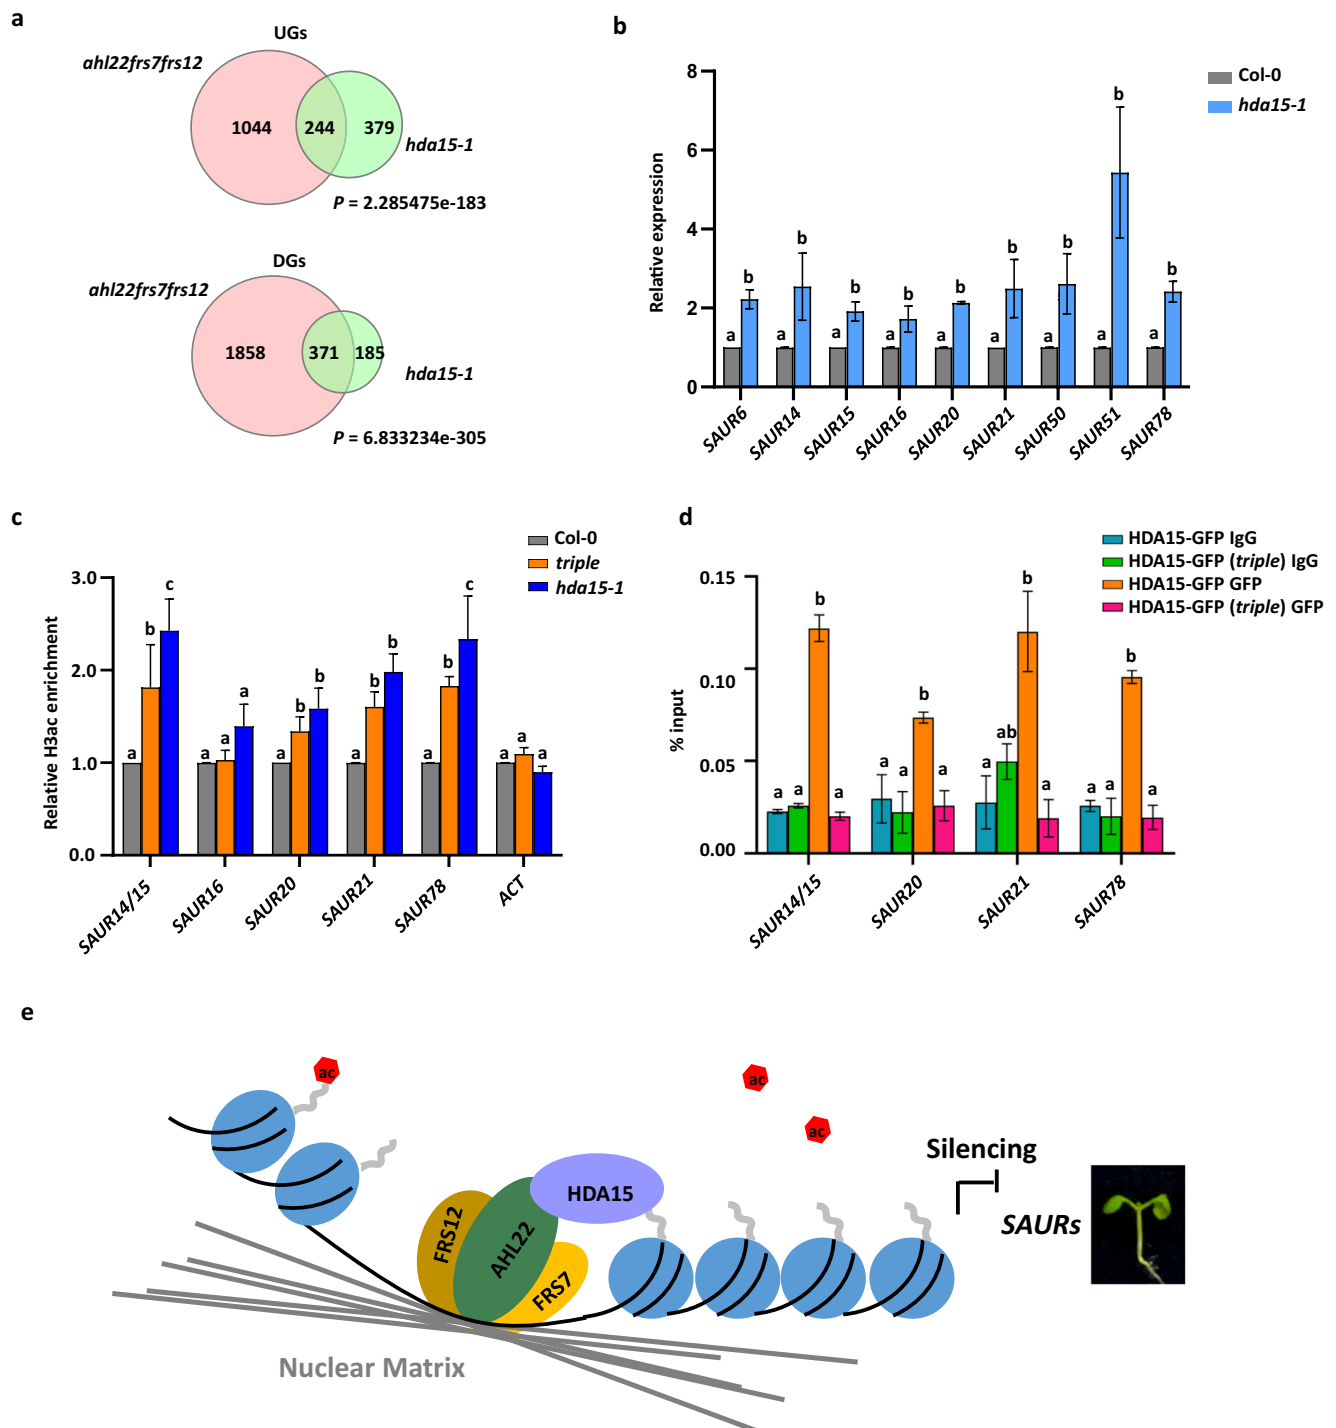 a
UGs
ahl22frs7frs12
1044
244
379
hda15-1
P = 2.285475e-183
DGs
ahl22frs7frs12
1858
371
185
hda15-1
P = 6.833234e-305
b
Col-0
hda15-1
Relative expression
8
6
4
2
0
a b a b a b a b a b a b a b a b a b
SAUR6
SAUR14
SAUR15
SAUR16
SAUR20
SAUR21
SAUR50
SAUR51
SAUR78
c
Col-0
triple
hda15-1
Relative H3ac enrichment
3.0
2.0
1.0
0.0
a b c a a a a b b a b b a b c a a a
SAUR14/15
SAUR16
SAUR20
SAUR21
SAUR78
ACT
d
HDA15-GFP IgG
HDA15-GFP (triple) IgG
HDA15-GFP GFP
HDA15-GFP (triple) GFP
% input
0.15
0.10
0.05
0.00
a a b a a a b a a ab b a a a b a
SAUR14/15
SAUR20
SAUR21
SAUR78
e
ac
ac
ac
Silencing
SAURs
HDA15
FRS12
AHL22
FRS7
Nuclear Matrix